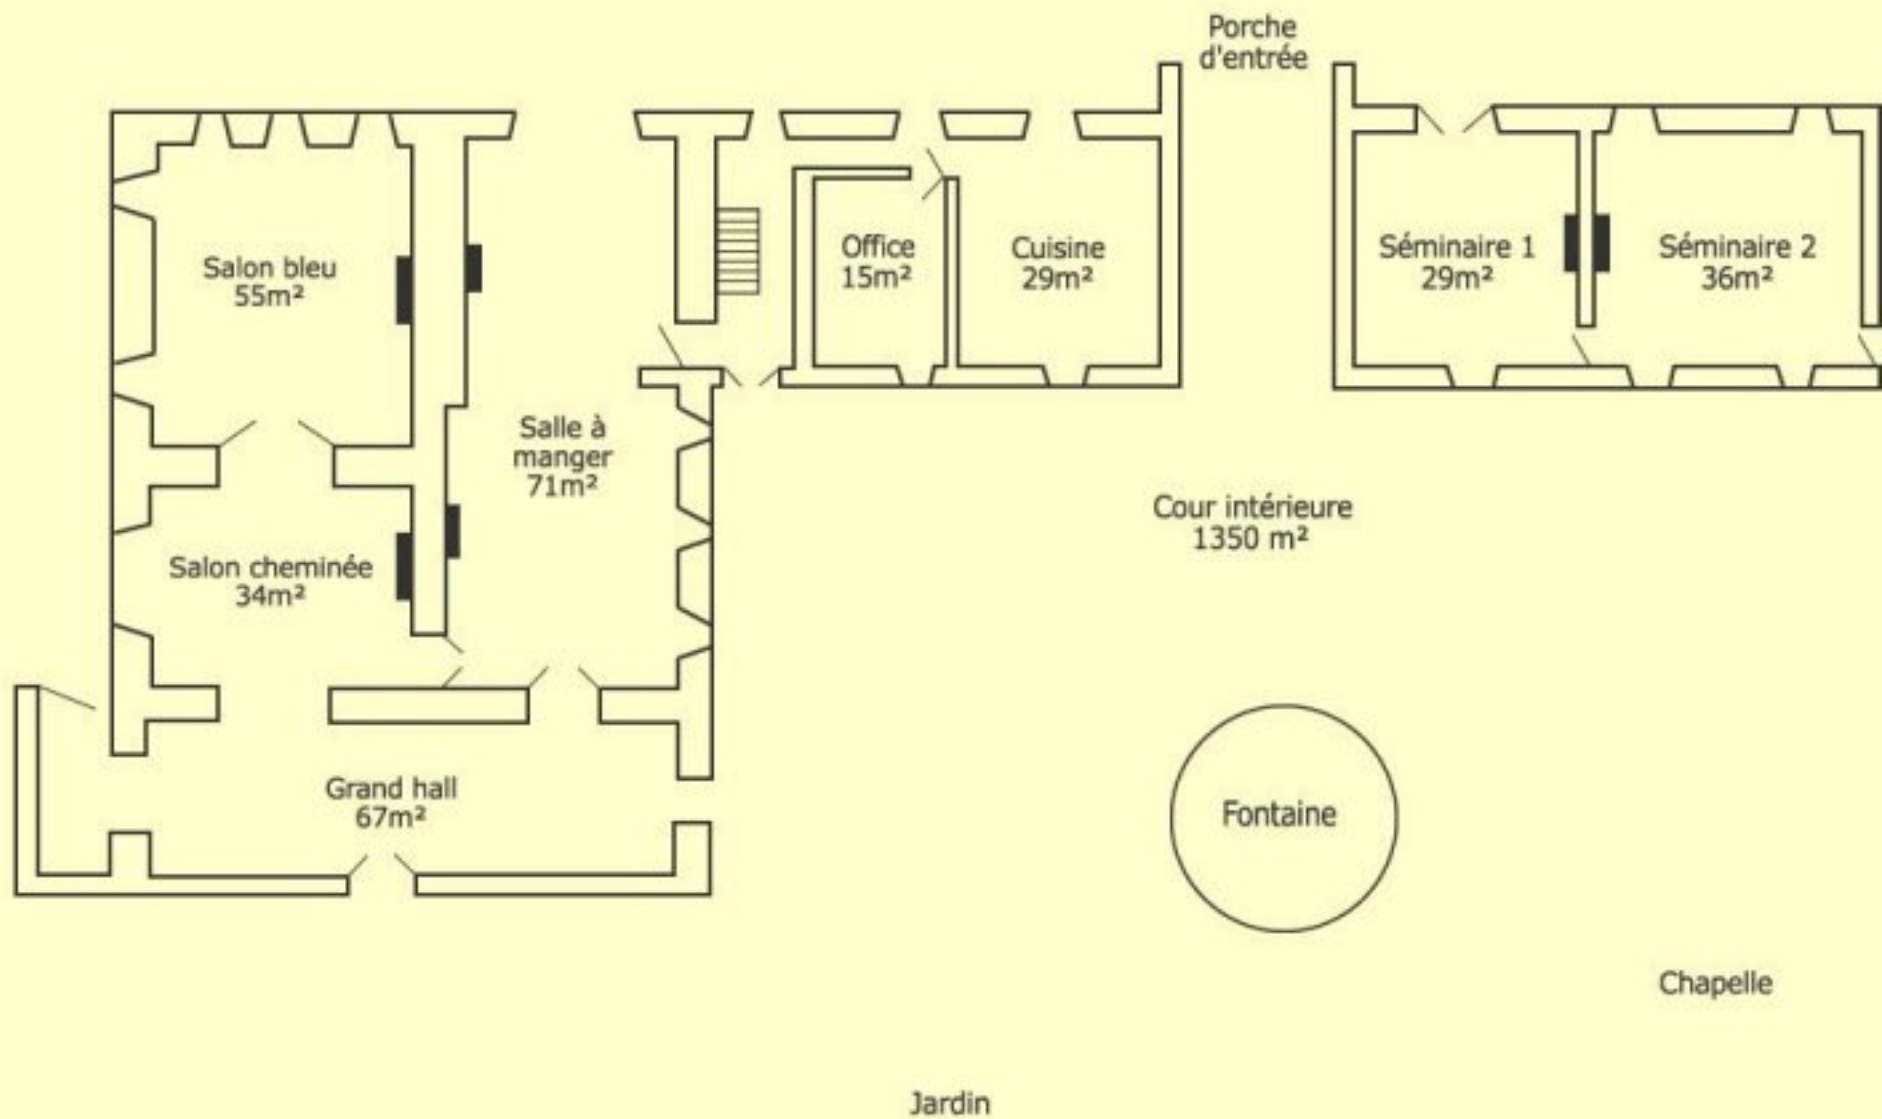 Porche
d'entrée
Salon bleu
55m²
Office
15m²
Cuisine
29m²
Séminaire 1
29m²
Séminaire 2
36m²
Salle à
manger
71m²
Cour intérieure
1350 m²
Salon cheminée
34m²
Grand hall
67m²
Fontaine
Chapelle
Jardin